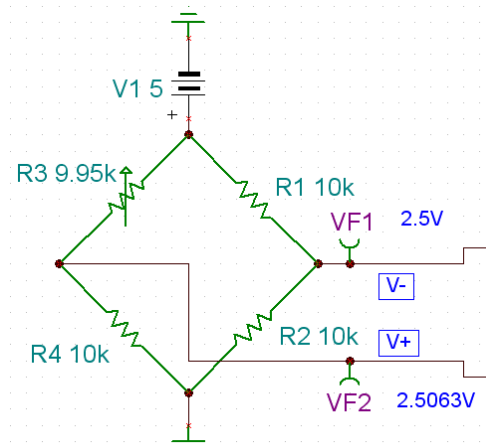 V1 5
+
R3 9.95k
R1 10k
VF1
2.5V
V-
R4 10k
R2 10k
V+
VF2
2.5063V